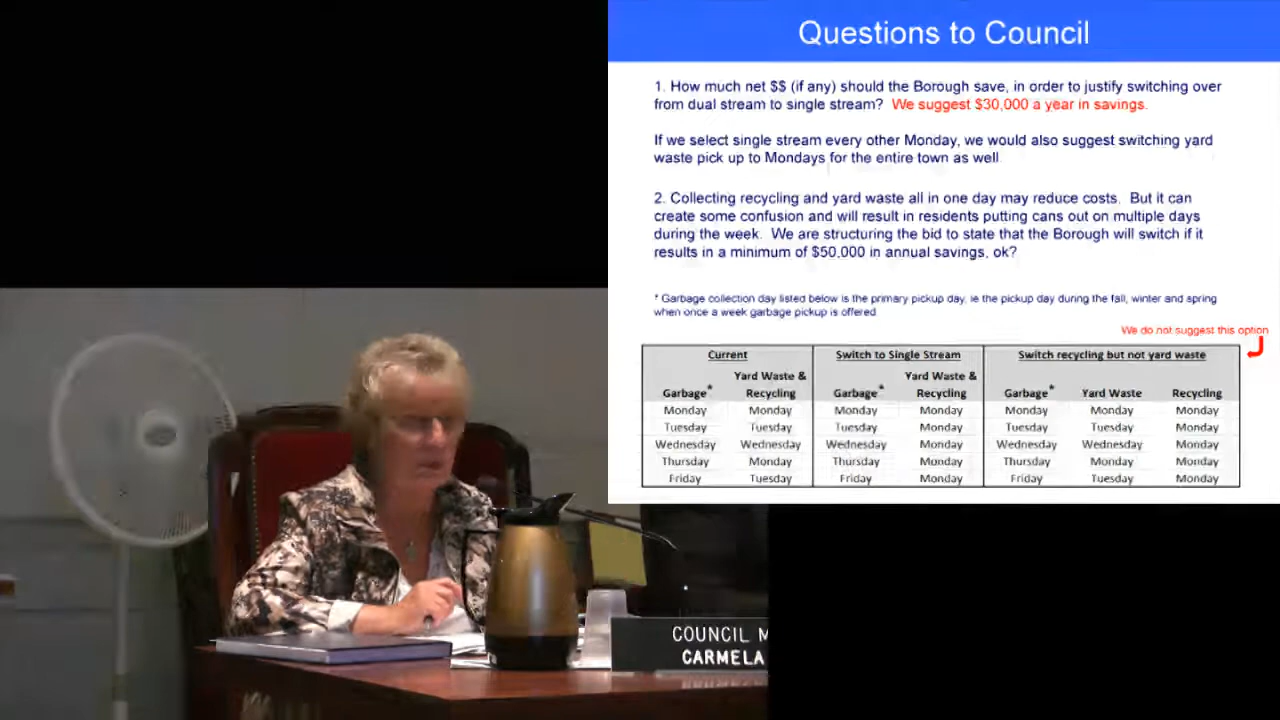 Questions to Council
1. How much net $$ (if any) should the Borough save, in order to justify switching over
from dual stream to single stream? We suggest $30,000 a year in savings.
If we select single stream every other Monday, we would also suggest switching yard
waste pick up to Mondays for the entire town as well
2. Collecting recycling and yard waste all in one day may reduce costs. But it can
create some confusion and will result in residents putting cans out on multiple days
during the week. We are structuring the bid to state that the Borough will switch if it
results in a minimum of $50,000 in annual savings, ok?
* Garbage collection day listed below is the primary pickup day, ie the pickup day during the fall, winter and spring
when once a week garbage pickup is offered
We do not suggest this option
Current Switch to Single Stream Switch recycling but not yard waste
Yard Waste & Yard Waste &
Garbage* Recycling Garbage* Recycling Garbage* Yard Waste Recycling
Monday Monday Monday Monday Monday Monday Monday
Tuesday Tuesday Tuesday Monday Tuesday Tuesday Monday
Wednesday Wednesday Wednesday Monday Wednesday Wednesday Monday
Thursday Monday Thursday Monday Thursday Monday Monday
Friday Tuesday Friday Monday Friday Tuesday Monday
COUNCIL M
CARMELA